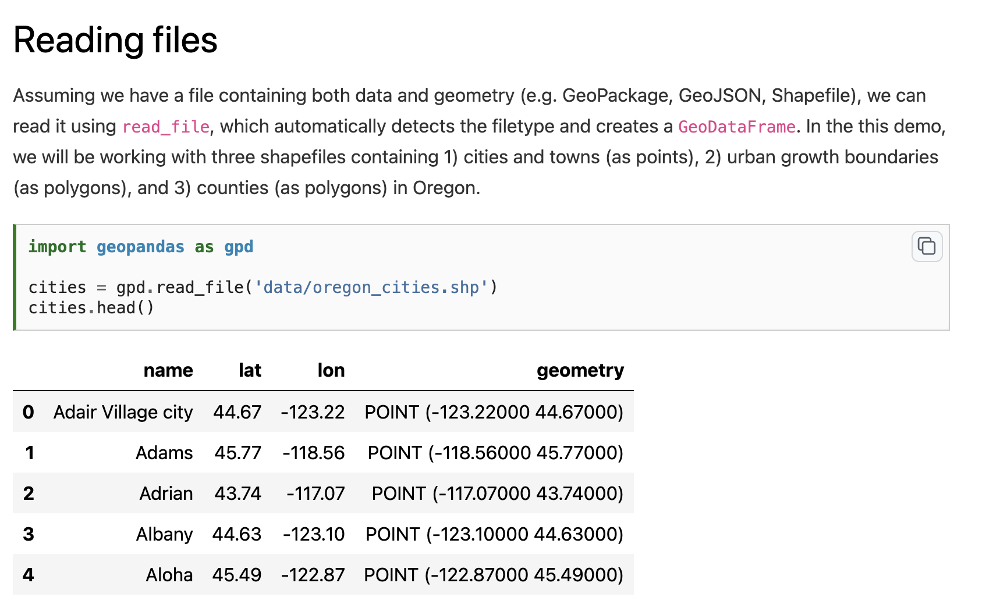 Reading files
Assuming we have a file containing both data and geometry (e.g. GeoPackage, GeoJSON, Shapefile), we can
read it using read_file, which automatically detects the filetype and creates a GeoDataFrame. In the this demo,
we will be working with three shapefiles containing 1) cities and towns (as points), 2) urban growth boundaries
(as polygons), and 3) counties (as polygons) in Oregon.
import geopandas as gpd
cities = gpd.read_file('data/oregon_cities.shp')
cities.head()
name lat lon geometry
0 Adair Village city 44.67 -123.22 POINT (-123.22000 44.67000)
1 Adams 45.77 -118.56 POINT (-118.56000 45.77000)
2 Adrian 43.74 -117.07 POINT (-117.07000 43.74000)
3 Albany 44.63 -123.10 POINT (-123.10000 44.63000)
4 Aloha 45.49 -122.87 POINT (-122.87000 45.49000)